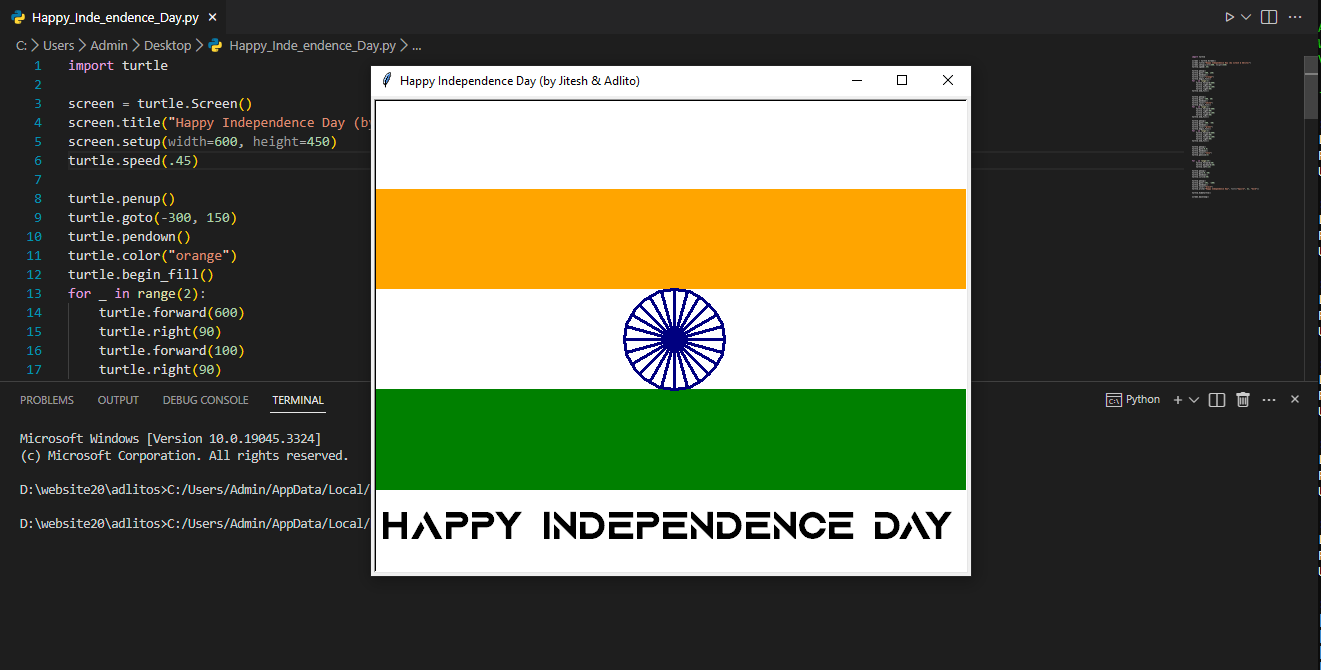 Happy_Inde_endence_Day.py
C: Users Admin Desktop Happy_Inde_endence_Day.py ...
1 import turtle
2
3 screen = turtle.Screen()
4 screen.title("Happy Independence Day (by
5 screen.setup(width=600, height=450)
6 turtle.speed(.45)
7
8 turtle.penup()
9 turtle.goto(-300, 150)
10 turtle.pendown()
11 turtle.color("orange")
12 turtle.begin_fill()
13 for _ in range(2):
14 turtle.forward(600)
15 turtle.right(90)
16 turtle.forward(100)
17 turtle.right(90)
Happy Independence Day (by Jitesh & Adlito)
HAPPY INDEPENDENCE DAY
PROBLEMS OUTPUT DEBUG CONSOLE TERMINAL Python
Microsoft Windows [Version 10.0.19045.3324]
(c) Microsoft Corporation. All rights reserved.
D:\website20\adlitos>C:/Users/Admin/AppData/Local/
D:\website20\adlitos>C:/Users/Admin/AppData/Local/